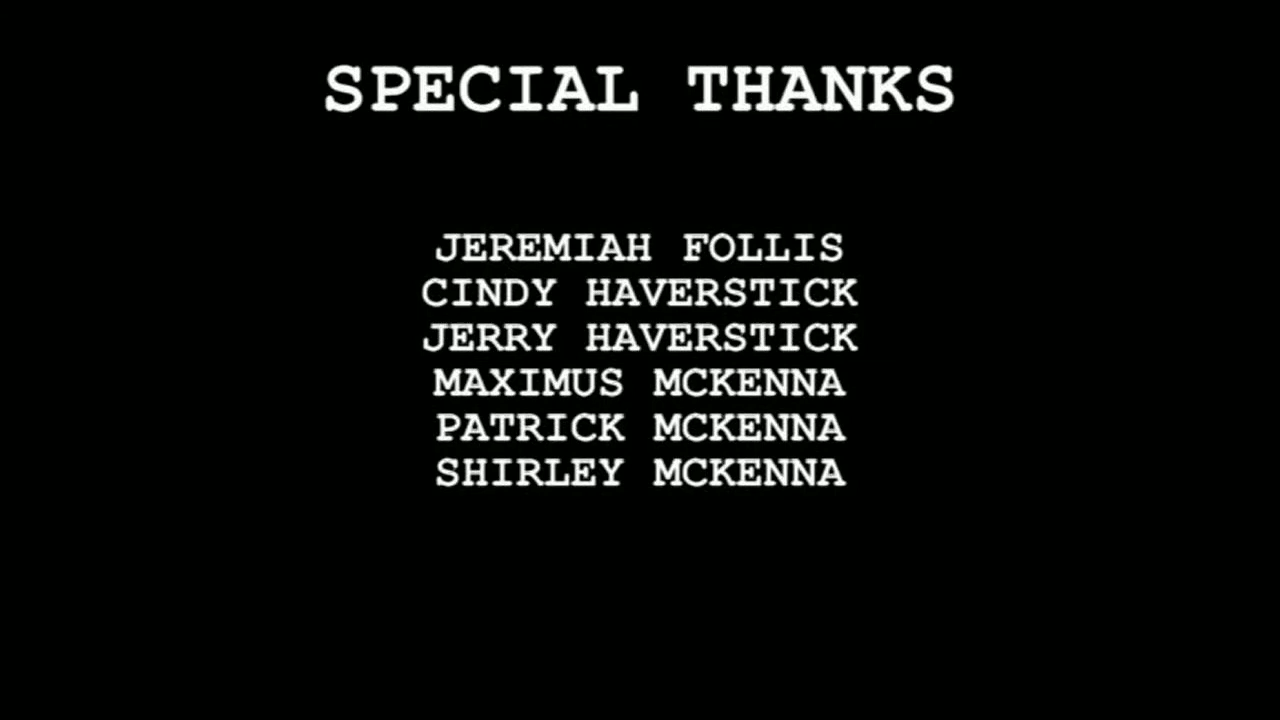 SPECIAL THANKS
JEREMIAH FOLLIS
CINDY HAVERSTICK
JERRY HAVERSTICK
MAXIMUS MCKENNA
PATRICK MCKENNA
SHIRLEY MCKENNA